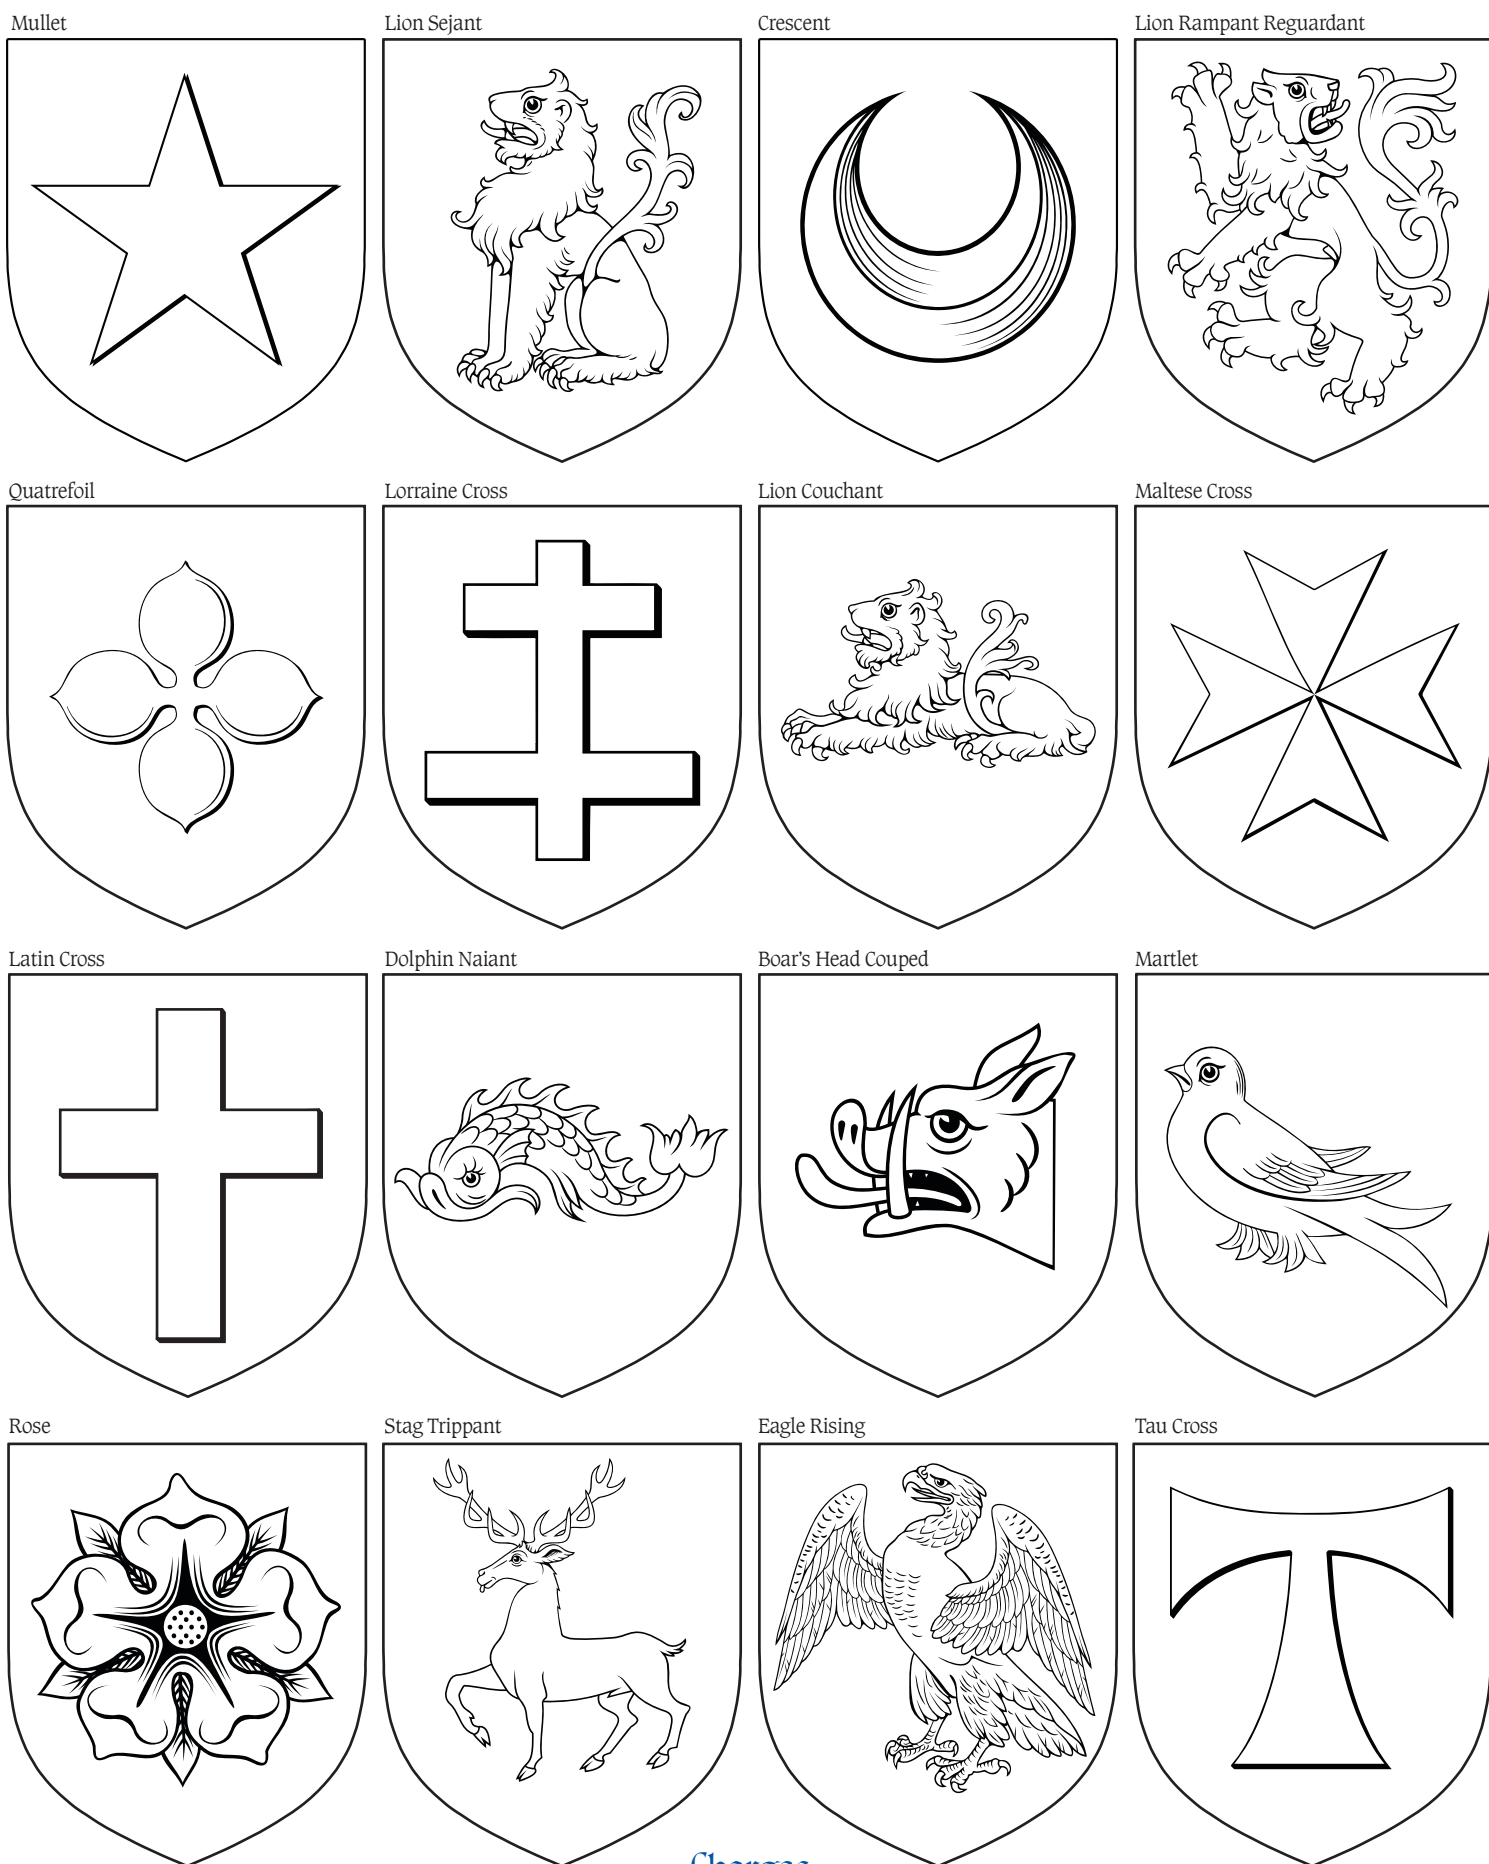 Mullet
Lion Sejant
Crescent
Lion Rampant Reguardant
Quatrefoil
Lorraine Cross
Lion Couchant
Maltese Cross
Latin Cross
Dolphin Naiant
Boar's Head Couped
Martlet
Rose
Stag Trippant
Eagle Rising
Tau Cross
Charges